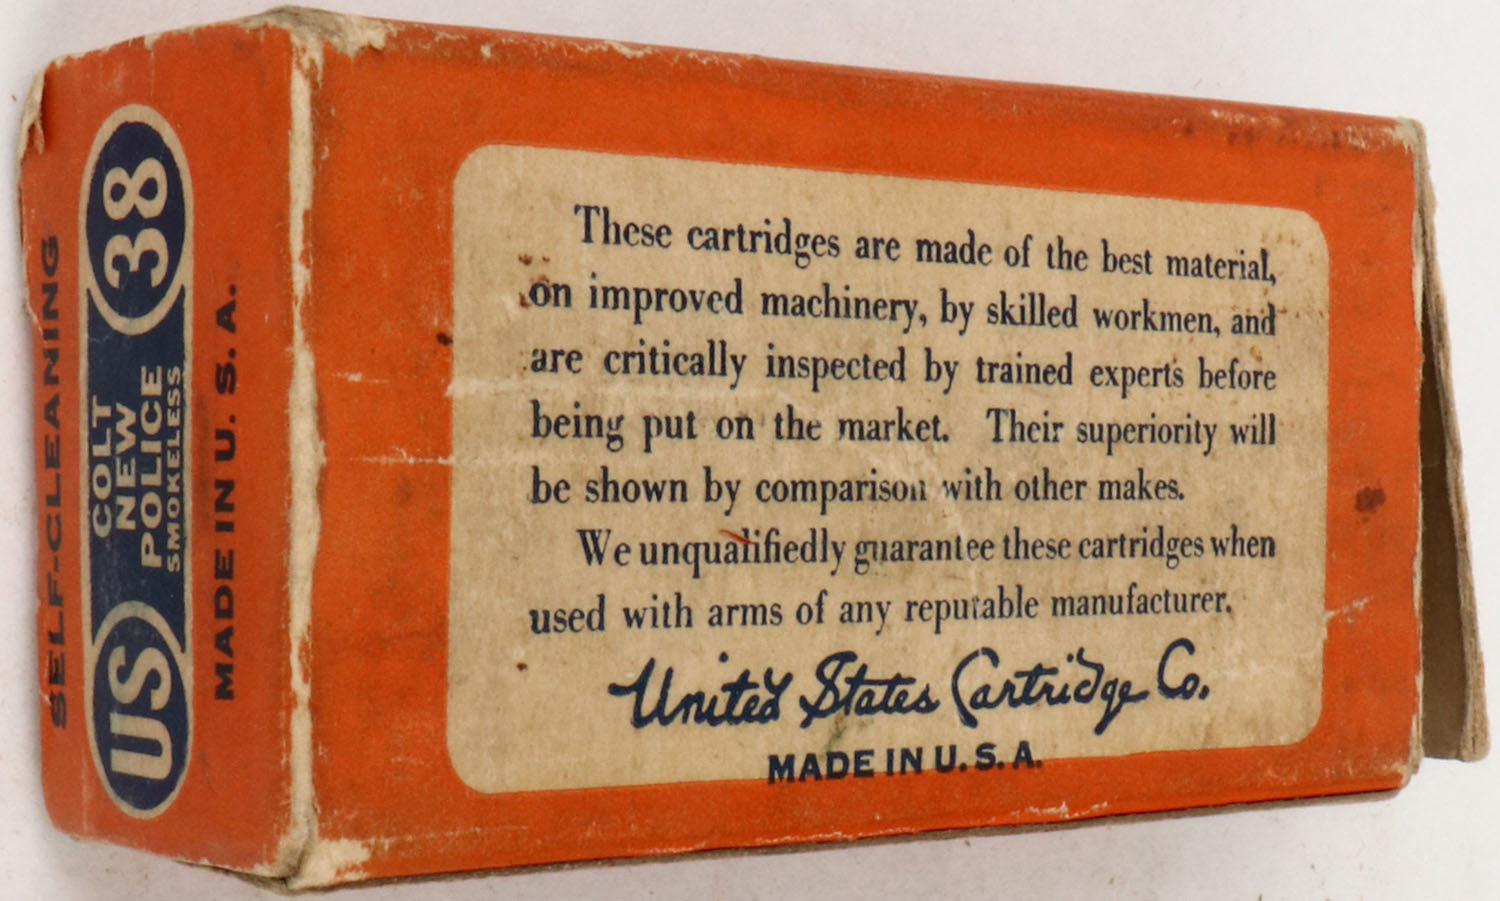 SELF-CLEANING
US
COLT
NEW
POLICE
SMOKELESS
38
MADE IN U. S. A.
These cartridges are made of the best material,
on improved machinery, by skilled workmen, and
are critically inspected by trained experts before
being put on the market. Their superiority will
be shown by comparison with other makes.
We unqualifiedly guarantee these cartridges when
used with arms of any reputable manufacturer.
United States Cartridge Co.
MADE IN U. S. A.